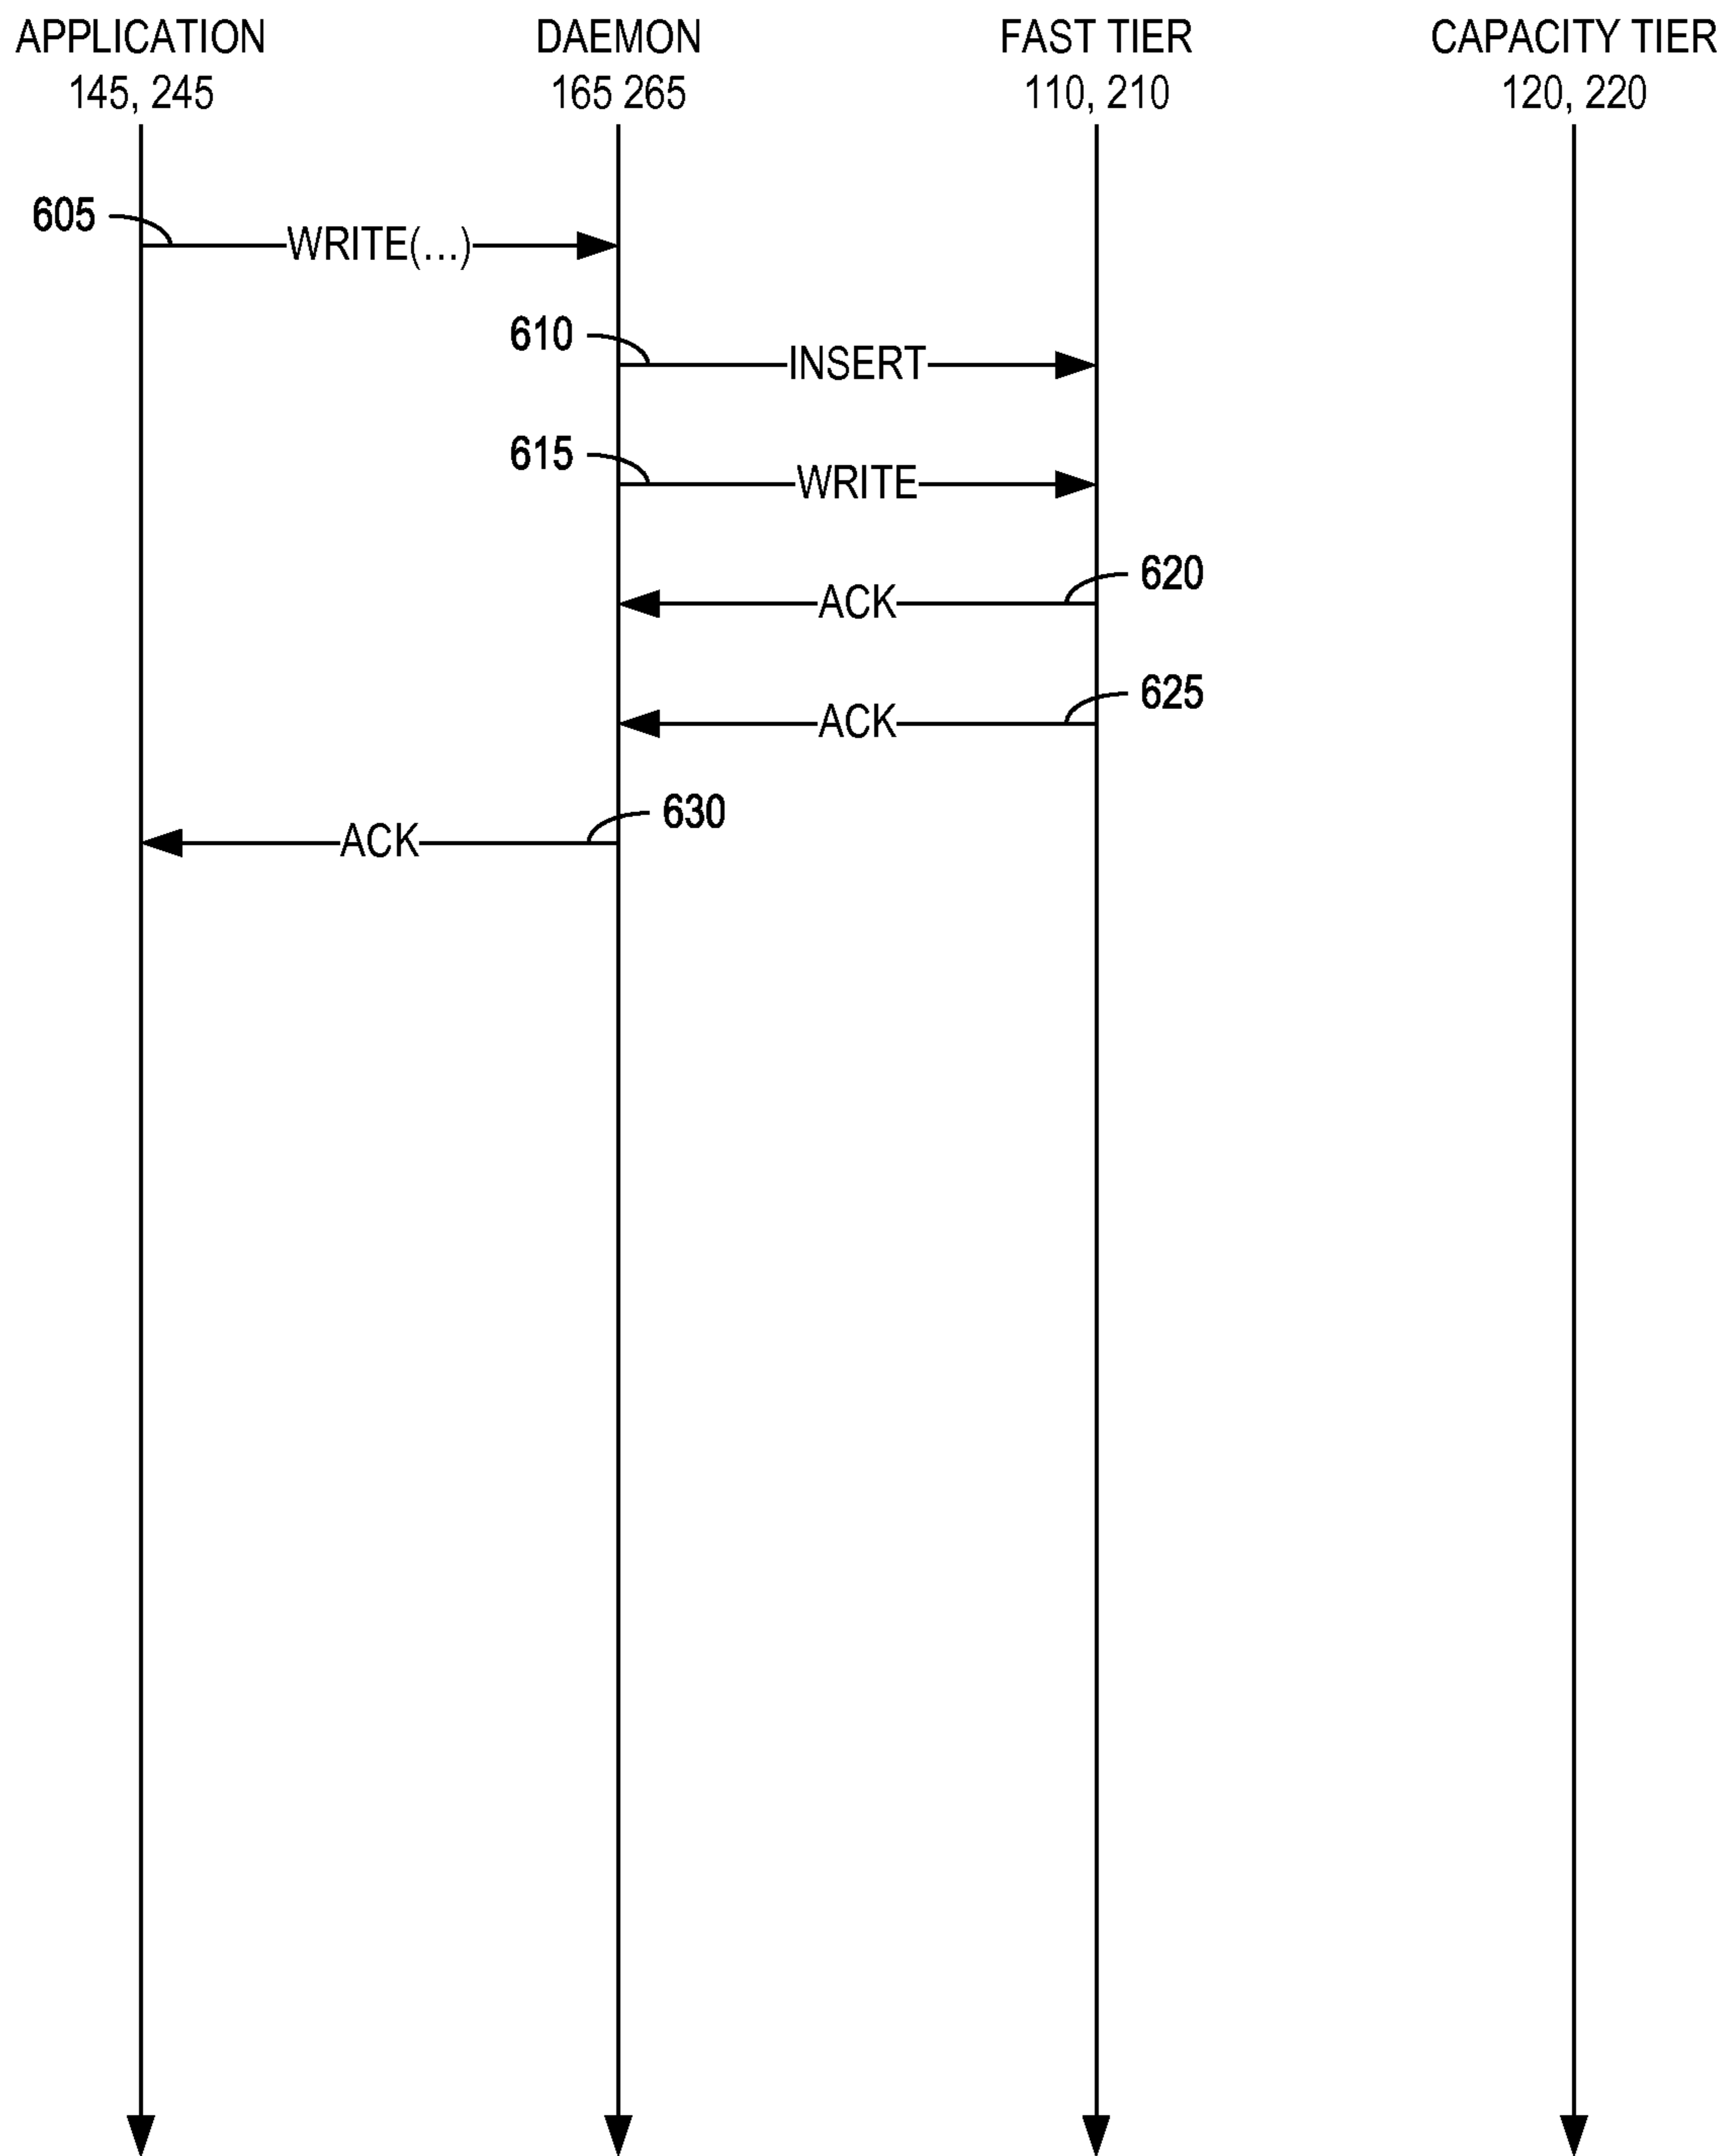 APPLICATION
145, 245
DAEMON
165 265
FAST TIER
110, 210
CAPACITY TIER
120, 220
605
WRITE(...)
610
INSERT
615
WRITE
620
ACK
625
ACK
630
ACK